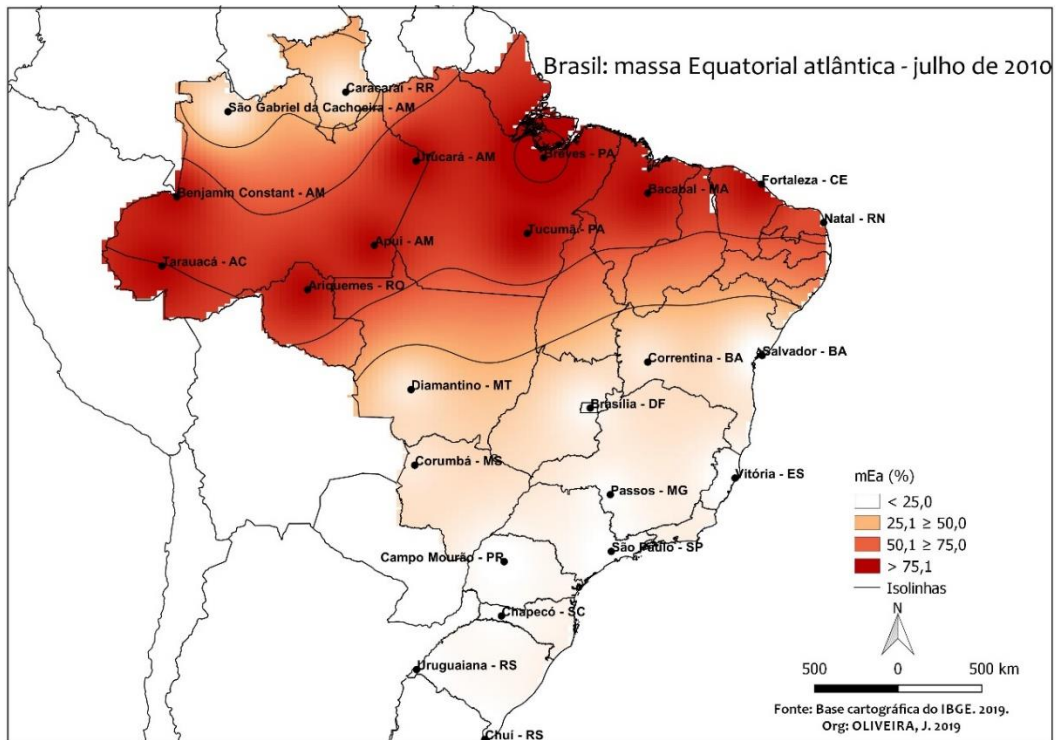 Brasil: massa Equatorial atlântica - julho de 2010
Caracaraí - RR
São Gabriel da Cachoeira - AM
Urucará - AM
Breves - PA
Fortaleza - CE
Benjamin Constant - AM
Bacabal - MA
Natal - RN
Tucumã - PA
Apuí - AM
Tarauacá - AC
Ariquemes - RO
Salvador - BA
Correntina - BA
Diamantino - MT
Brasília - DF
Corumbá - MS
Vitória - ES
Passos - MG
São Paulo - SP
Campo Mourão - PR
Chapecó - SC
Uruguaiana - RS
Chuí - RS
mEa (%)
< 25,0
25,1 ≥ 50,0
50,1 ≥ 75,0
> 75,1
Isolinhas
N
500 0 500 km
Fonte: Base cartográfica do IBGE. 2019.
Org: OLIVEIRA, J. 2019